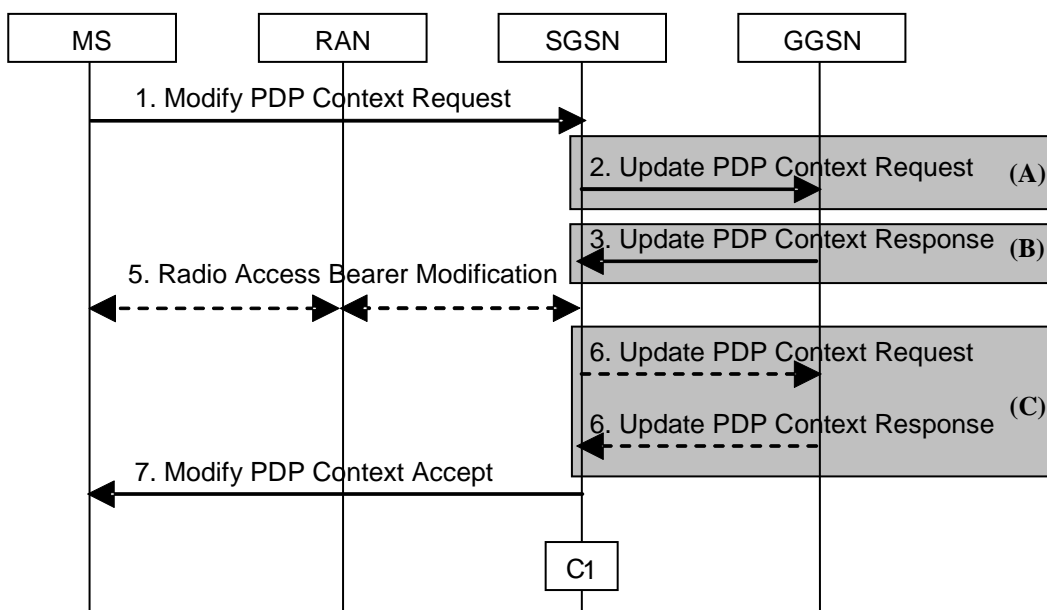 MS
RAN
SGSN
GGSN
1. Modify PDP Context Request
2. Update PDP Context Request
(A)
3. Update PDP Context Response
(B)
5. Radio Access Bearer Modification
6. Update PDP Context Request
(C)
6. Update PDP Context Response
7. Modify PDP Context Accept
C1